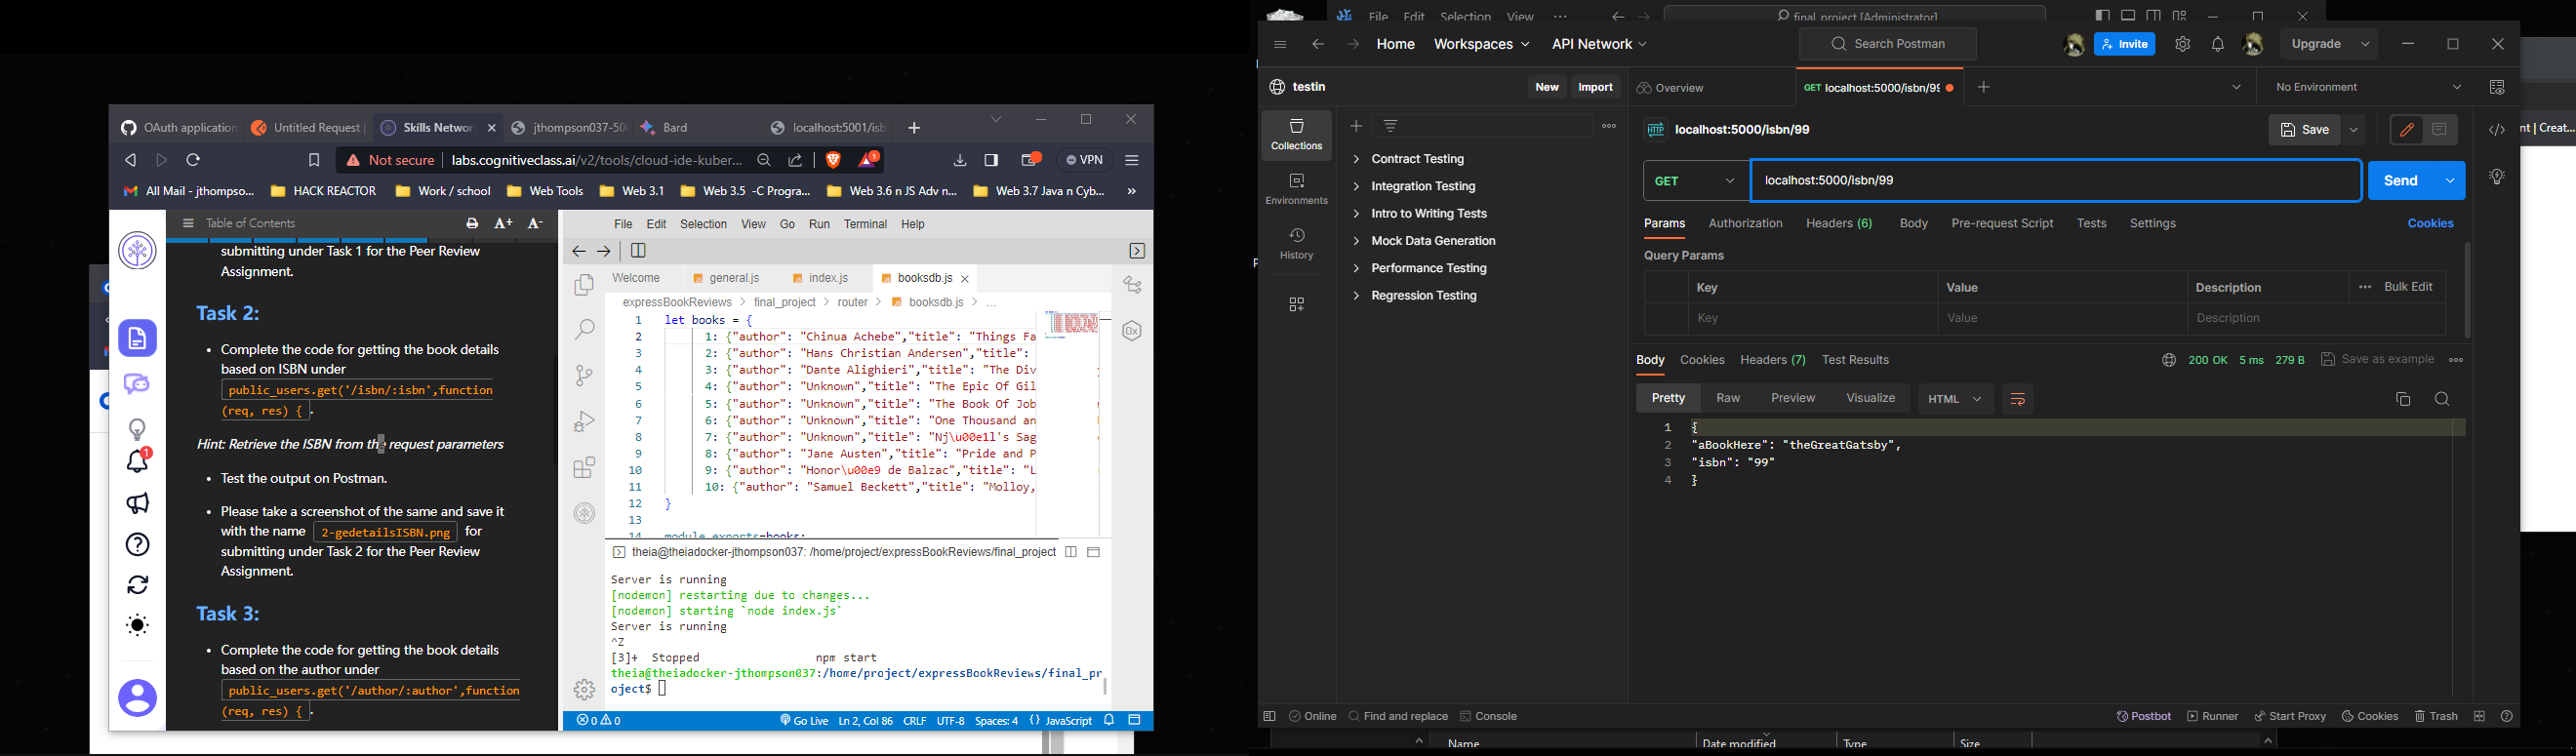 OAuth application
Untitled Request
Skills Networ
jthompson037-50
Bard
localhost:5001/isb
Not secure
labs.cognitiveclass.ai/v2/tools/cloud-ide-kuber...
1
VPN
All Mail - jthompso...
HACK REACTOR
Work / school
Web Tools
Web 3.1
Web 3.5 -C Progra...
Web 3.6 n JS Adv n...
Web 3.7 Java n Cyb...
»
Table of Contents
A+
A-
submitting under Task 1 for the Peer Review
Assignment.
Task 2:
• Complete the code for getting the book details
based on ISBN under
public_users.get('/isbn/:isbn',function
(req, res) { .
Hint: Retrieve the ISBN from the request parameters
• Test the output on Postman.
• Please take a screenshot of the same and save it
with the name 2-gedetailsISBN.png for
submitting under Task 2 for the Peer Review
Assignment.
1
Task 3:
• Complete the code for getting the book details
based on the author under
public_users.get('/author/:author',function
(req, res) { .
File Edit Selection View Go Run Terminal Help
Welcome
general.js
index.js
booksdb.js
expressBookReviews > final_project > router > booksdb.js > ...
1 let books = {
2 1: {"author": "Chinua Achebe","title": "Things Fa
3 2: {"author": "Hans Christian Andersen","title":
4 3: {"author": "Dante Alighieri","title": "The Div
5 4: {"author": "Unknown","title": "The Epic Of Gil
6 5: {"author": "Unknown","title": "The Book Of Job
7 6: {"author": "Unknown","title": "One Thousand an
8 7: {"author": "Unknown","title": "Nj\u00e1l's Sag
9 8: {"author": "Jane Austen","title": "Pride and P
10 9: {"author": "Honor\u00e9 de Balzac","title": "L
11 10: {"author": "Samuel Beckett","title": "Molloy,
12 }
13
14 module.exports=books;
theia@theiadocker-jthompson037: /home/project/expressBookReviews/final_project
Server is running
[nodemon] restarting due to changes...
[nodemon] starting `node index.js`
Server is running
^Z
[3]+ Stopped npm start
theia@theiadocker-jthompson037:/home/project/expressBookReviews/final_pr
oject$
0 0
Go Live
Ln 2, Col 86
CRLF
UTF-8
Spaces: 4
{} JavaScript
File Edit Selection View ...
final_project [Administrator]
Home
Workspaces
API Network
Search Postman
Invite
Upgrade
testin
New
Import
Overview
GET localhost:5000/isbn/99
No Environment
nt | Creat...
Collections
Environments
History
Contract Testing
Integration Testing
Intro to Writing Tests
Mock Data Generation
Performance Testing
Regression Testing
HTTP
localhost:5000/isbn/99
Save
GET
localhost:5000/isbn/99
Send
Params
Authorization
Headers (6)
Body
Pre-request Script
Tests
Settings
Cookies
Query Params
Key
Value
Description
Bulk Edit
Key
Value
Description
Body
Cookies
Headers (7)
Test Results
200 OK
5 ms
279 B
Save as example
Pretty
Raw
Preview
Visualize
HTML
1 {
2 "aBookHere": "theGreatGatsby",
3 "isbn": "99"
4 }
Online
Find and replace
Console
Postbot
Runner
Start Proxy
Cookies
Trash
Name
Date modified
Type
Size